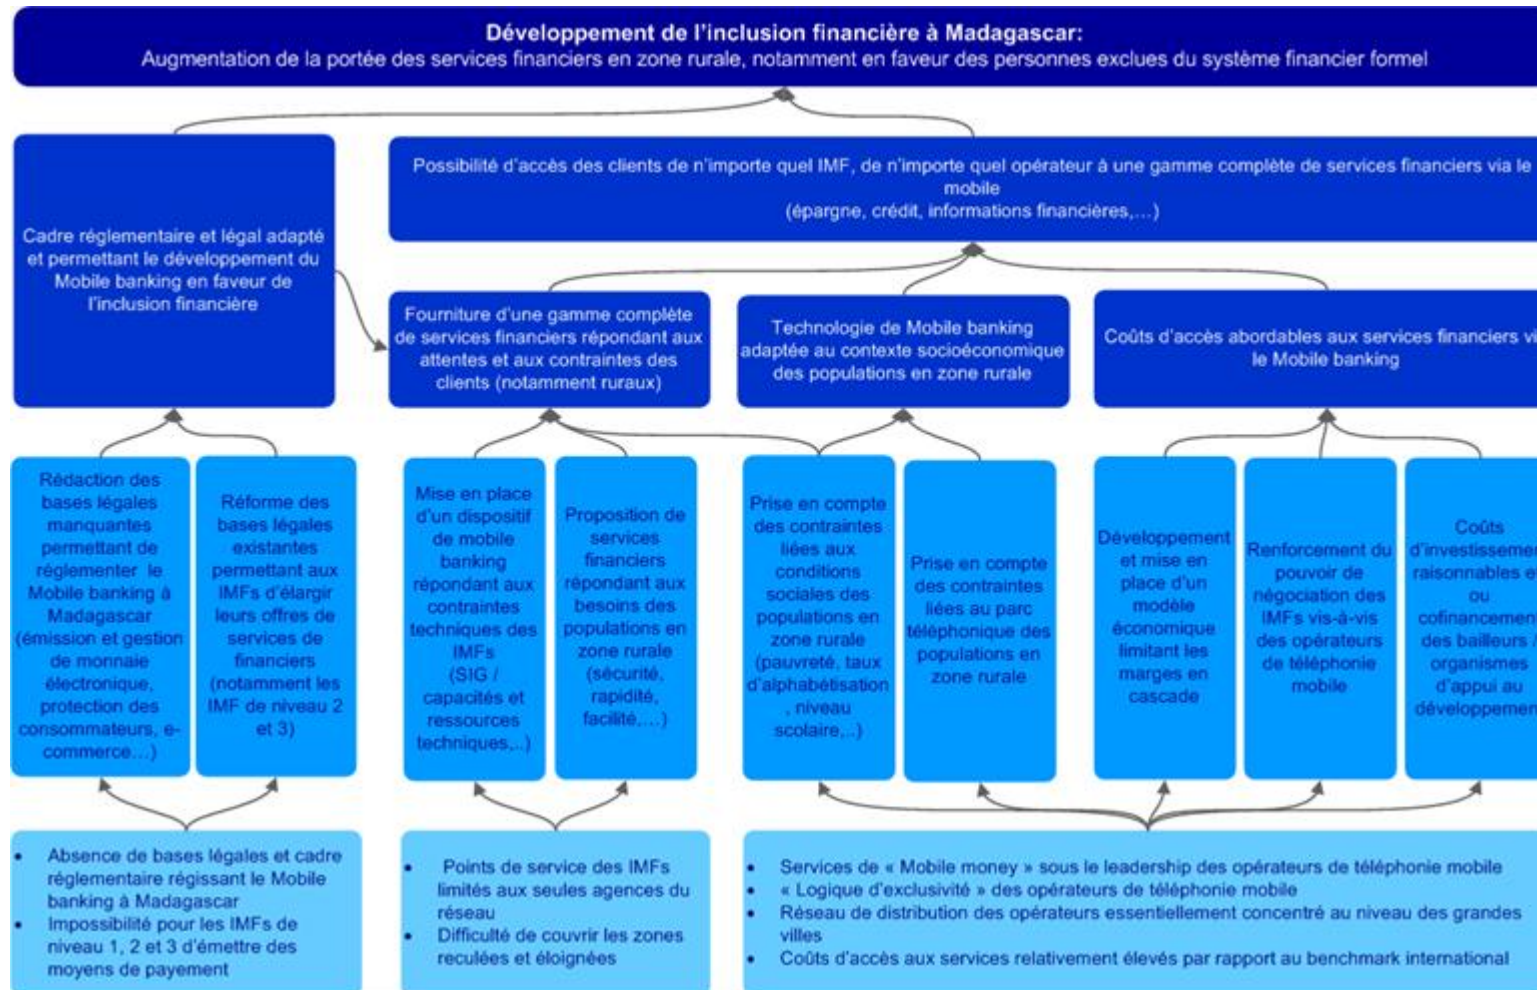 Développement de l'inclusion financière à Madagascar:
Augmentation de la portée des services financiers en zone rurale, notamment en faveur des personnes exclues du système financier formel
Cadre réglementaire et légal adapté
et permettant le développement du
Mobile banking en faveur de
l'inclusion financière
Possibilité d'accès des clients de n'importe quel IMF, de n'importe quel opérateur à une gamme complète de services financiers via le
mobile
(épargne, crédit, informations financières,…)
Fourniture d'une gamme complète
de services financiers répondant aux
attentes et aux contraintes des
clients (notamment ruraux)
Technologie de Mobile banking
adaptée au contexte socioéconomique
des populations en zone rurale
Coûts d'accès abordables aux services financiers vi
le Mobile banking
Rédaction des
bases légales
manquantes
permettant de
réglementer le
Mobile banking à
Madagascar
(émission et gestion
de monnaie
électronique,
protection des
consommateurs, e-
commerce…)
Réforme des
bases légales
existantes
permettant aux
IMFs d'élargir
leurs offres de
services de
financiers
(notamment les
IMF de niveau 2
et 3)
Mise en place
d'un dispositif
de mobile
banking
répondant aux
contraintes
techniques des
IMFs
(SIG /
capacités et
ressources
techniques,..)
Proposition de
services
financiers
répondant aux
besoins des
populations en
zone rurale
(sécurité,
rapidité,
facilité,…)
Prise en compte
des contraintes
liées aux
conditions
sociales des
populations en
zone rurale
(pauvreté, taux
d'alphabétisation
, niveau
scolaire,..)
Prise en compte
des contraintes
liées au parc
téléphonique des
populations en
zone rurale
Développement
et mise en
place d'un
modèle
économique
limitant les
marges en
cascade
Renforcement du
pouvoir de
négociation des
IMFs vis-à-vis
des opérateurs
de téléphonie
mobile
Coûts
d'investisseme
raisonnables e
ou
cofinancement
des bailleurs /
organismes
d'appui au
développemen
• Absence de bases légales et cadre
réglementaire régissant le Mobile
banking à Madagascar
• Impossibilité pour les IMFs de
niveau 1, 2 et 3 d'émettre des
moyens de payement
• Points de service des IMFs
limités aux seules agences du
réseau
• Difficulté de couvrir les zones
reculées et éloignées
• Services de « Mobile money » sous le leadership des opérateurs de téléphonie mobile
• « Logique d'exclusivité » des opérateurs de téléphonie mobile
• Réseau de distribution des opérateurs essentiellement concentré au niveau des grandes
villes
• Coûts d'accès aux services relativement élevés par rapport au benchmark international